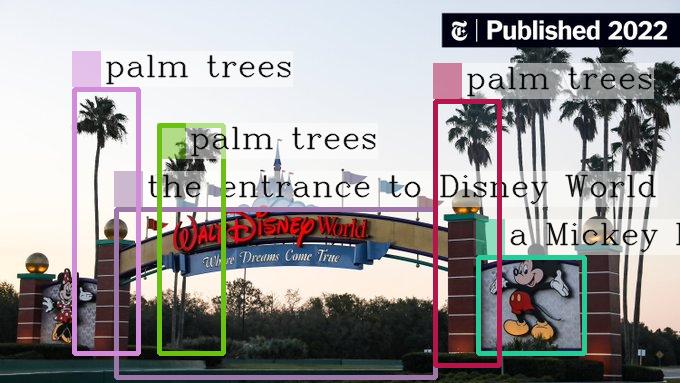 Published 2022
palm trees
palm trees
palm trees
the entrance to Disney World
a Mickey
WALT DISNEY World
Where Dreams Come True